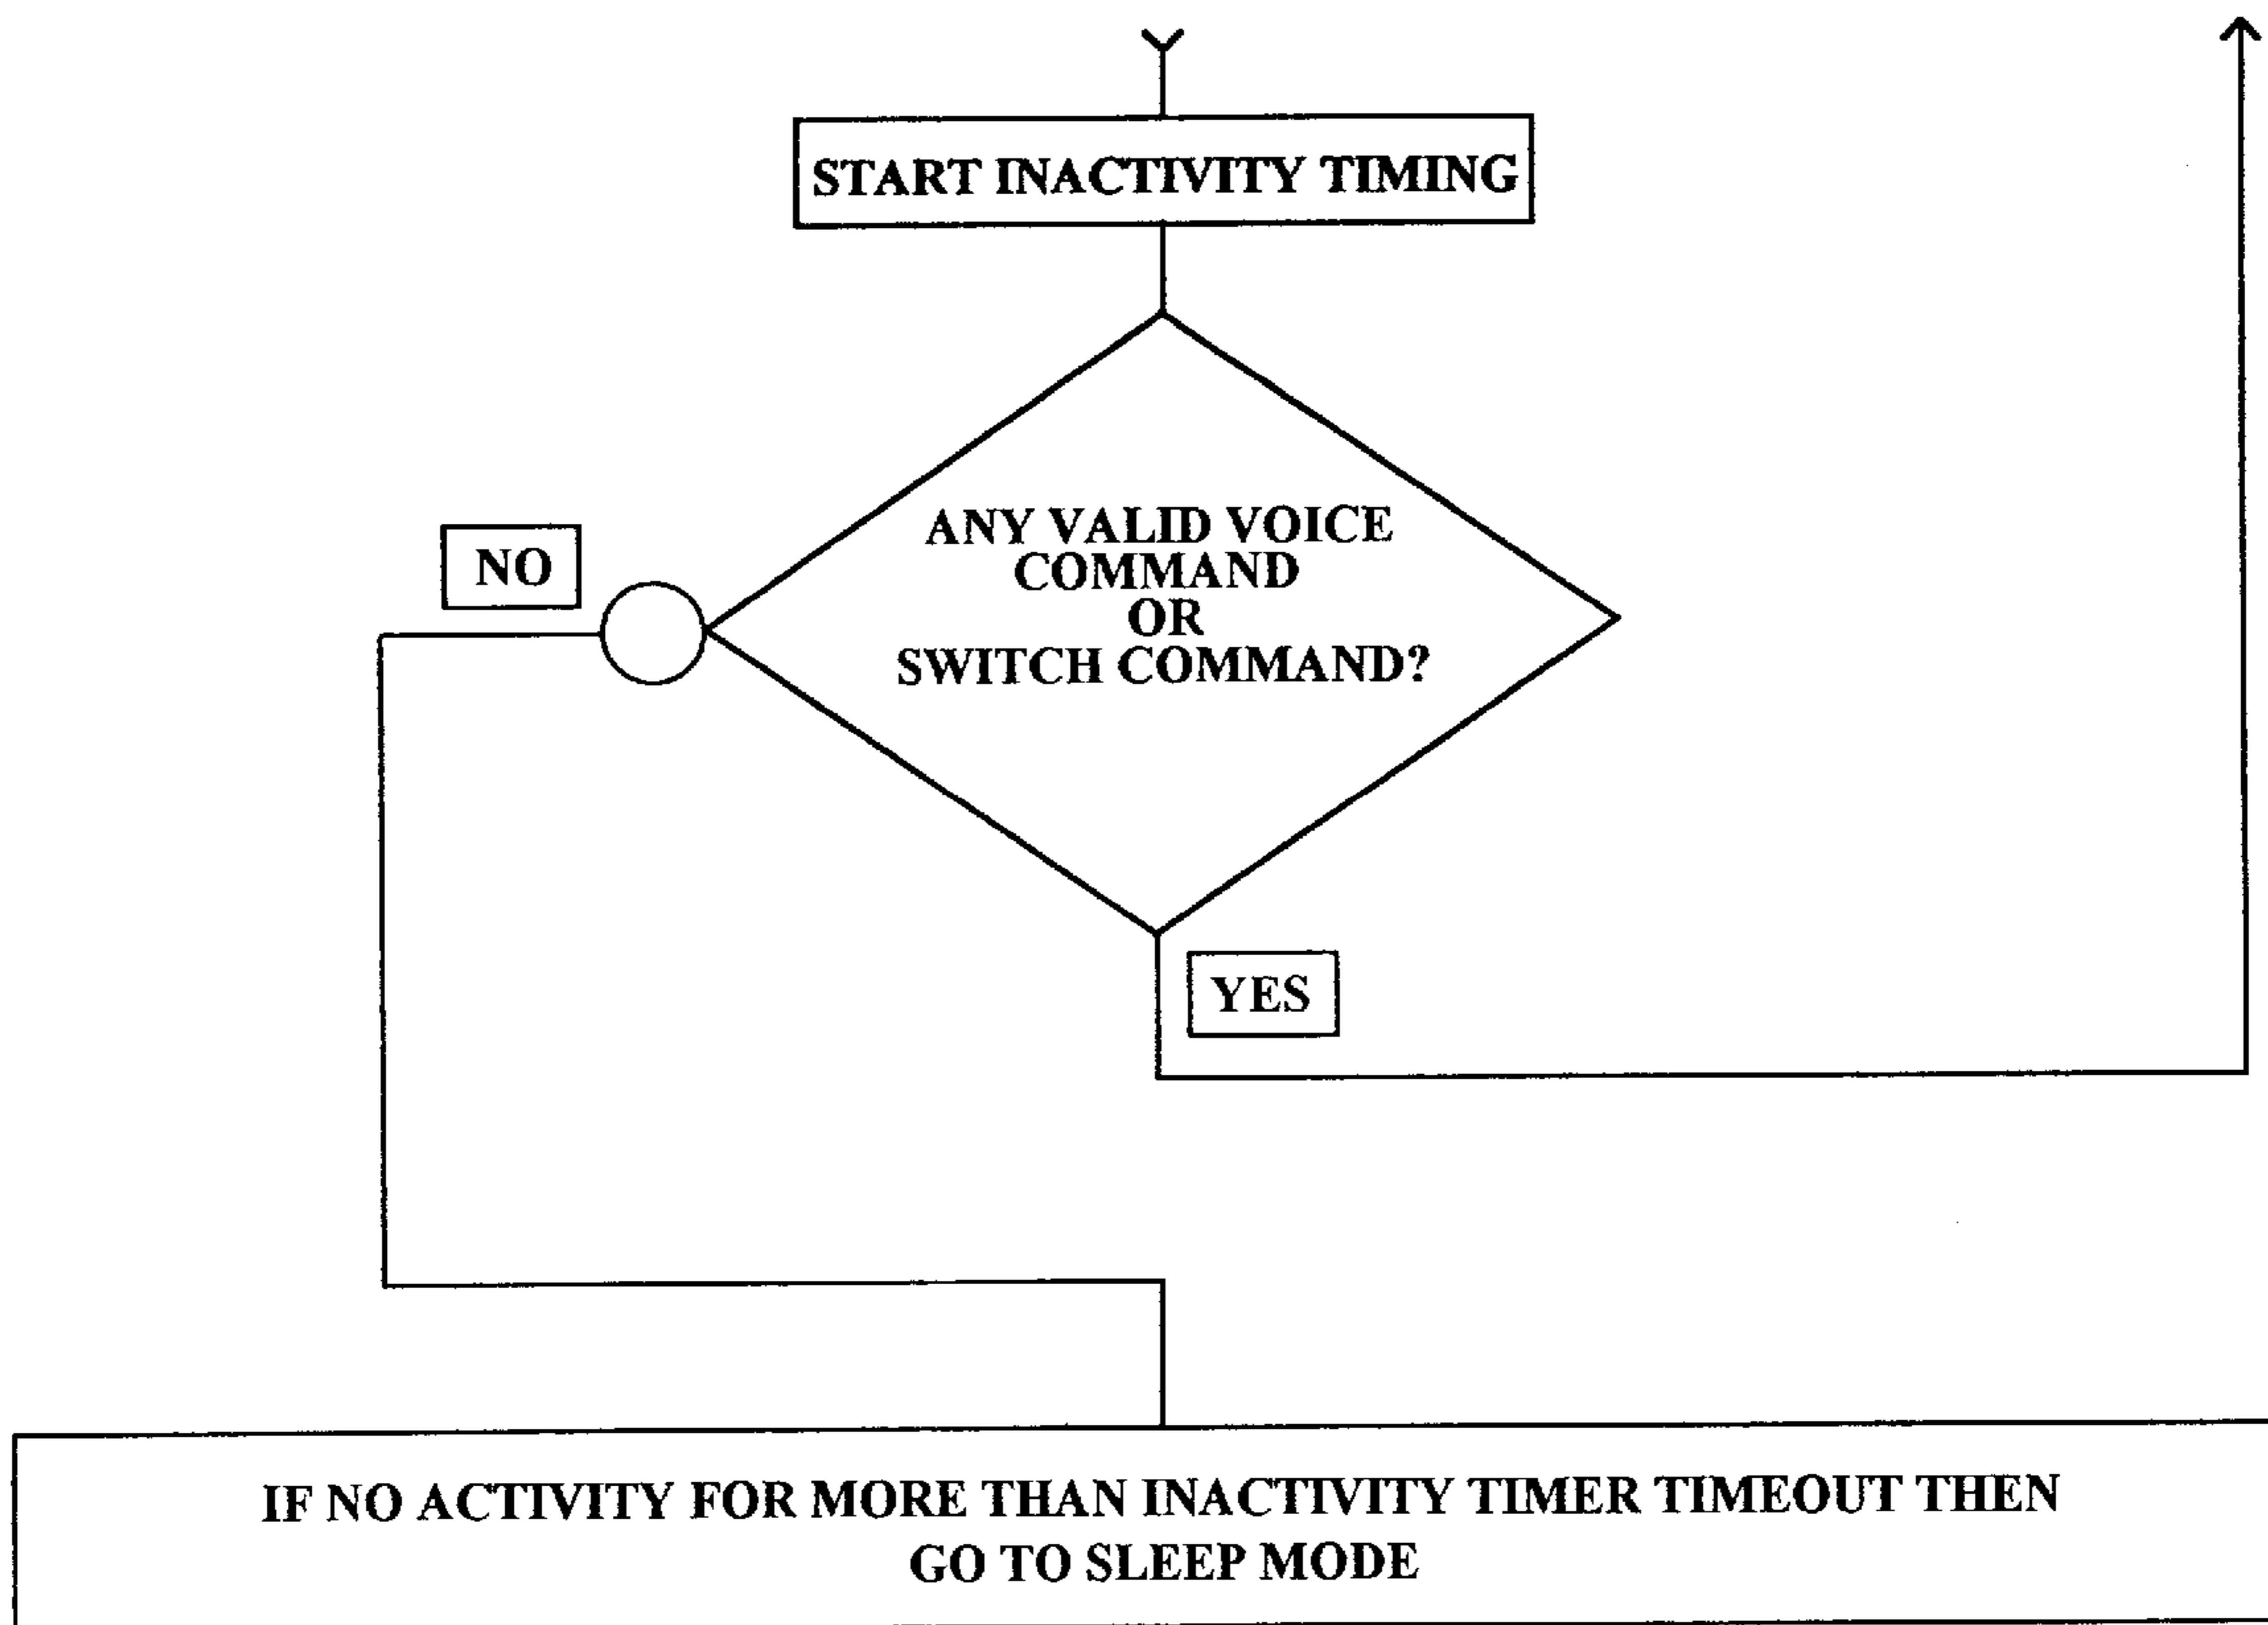 START INACTIVITY TIMING
ANY VALID VOICE
COMMAND
OR
SWITCH COMMAND?
NO
YES
IF NO ACTIVITY FOR MORE THAN INACTIVITY TIMER TIMEOUT THEN
GO TO SLEEP MODE